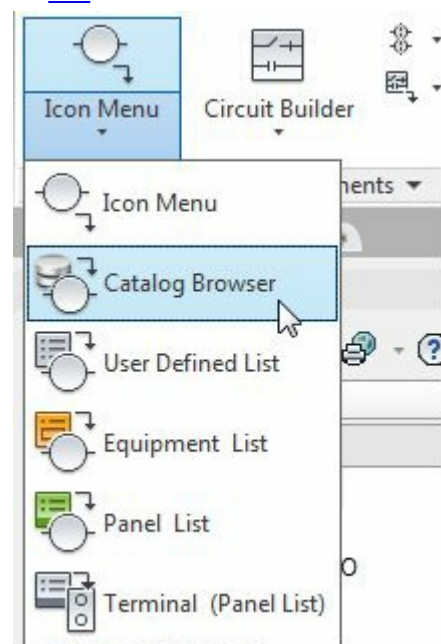 Icon Menu
Circuit Builder
Icon Menu
nents
Catalog Browser
User Defined List
Equipment List
Panel List
Terminal (Panel List)